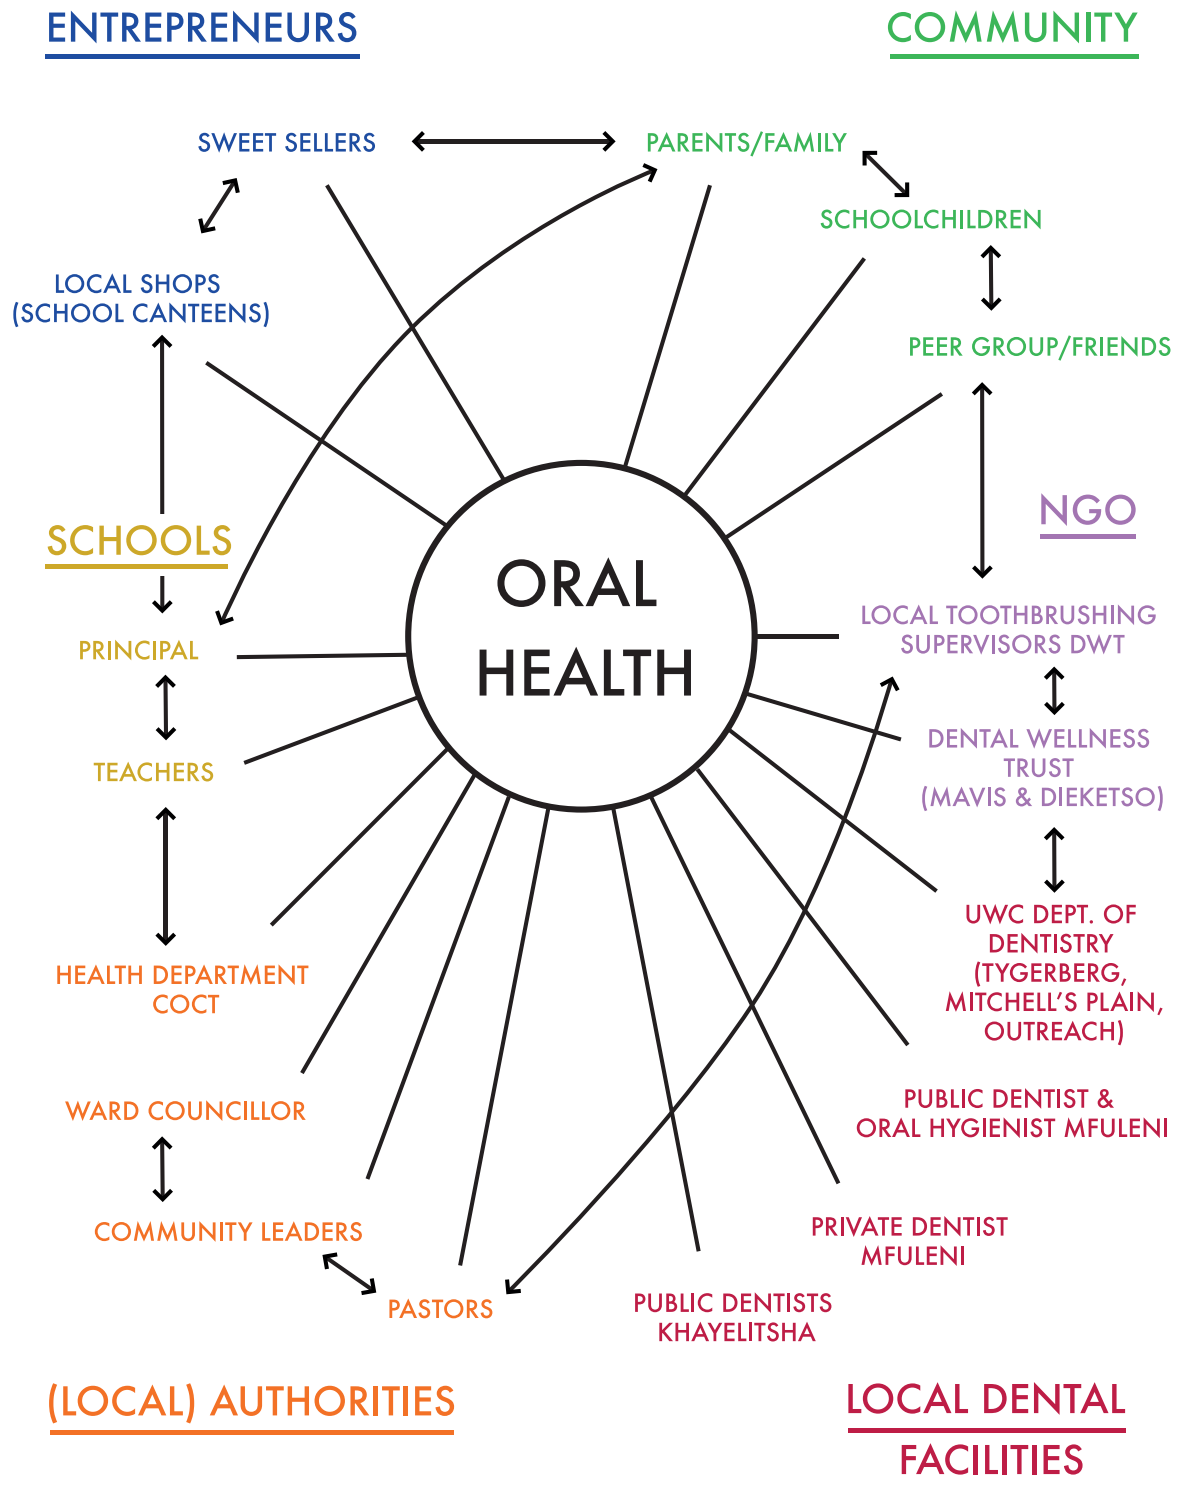 ENTREPRENEURS
COMMUNITY
SWEET SELLERS
PARENTS/FAMILY
SCHOOLCHILDREN
LOCAL SHOPS
(SCHOOL CANTEENS)
PEER GROUP/FRIENDS
SCHOOLS
NGO
ORAL
HEALTH
PRINCIPAL
LOCAL TOOTHBRUSHING
SUPERVISORS DWT
TEACHERS
DENTAL WELLNESS
TRUST
(MAVIS & DIEKETSO)
HEALTH DEPARTMENT
COCT
UWC DEPT. OF
DENTISTRY
(TYGERBERG,
MITCHELL'S PLAIN,
OUTREACH)
WARD COUNCILLOR
PUBLIC DENTIST &
ORAL HYGIENIST MFULENI
COMMUNITY LEADERS
PRIVATE DENTIST
MFULENI
PASTORS
PUBLIC DENTISTS
KHAYELITSHA
(LOCAL) AUTHORITIES
LOCAL DENTAL
FACILITIES